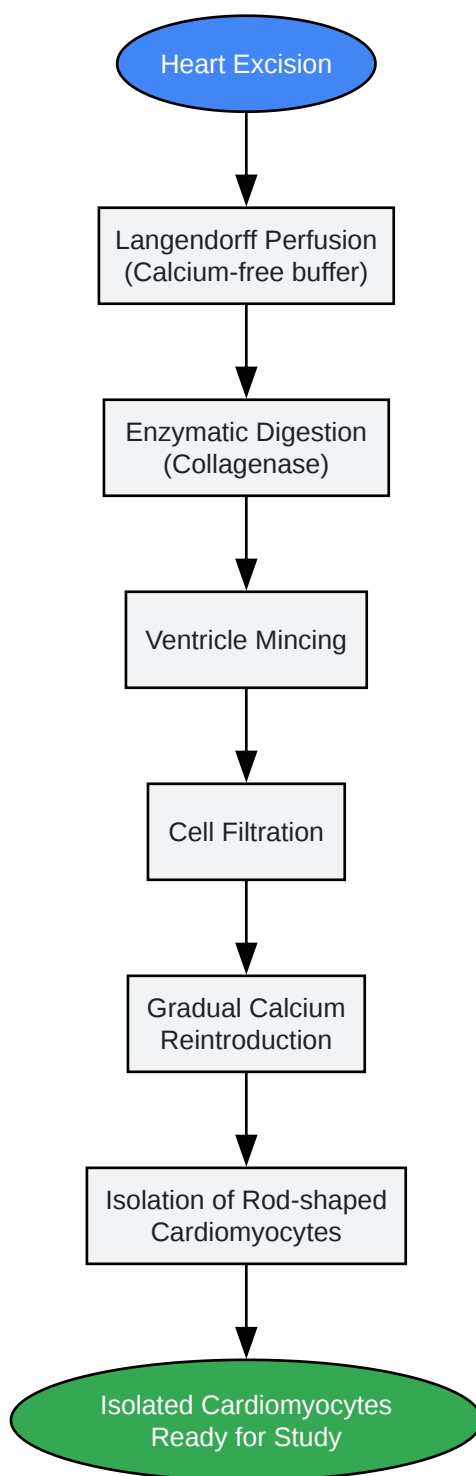 Heart Excision
Langendorff Perfusion
(Calcium-free buffer)
Enzymatic Digestion
(Collagenase)
Ventricle Mincing
Cell Filtration
Gradual Calcium
Reintroduction
Isolation of Rod-shaped
Cardiomyocytes
Isolated Cardiomyocytes
Ready for Study